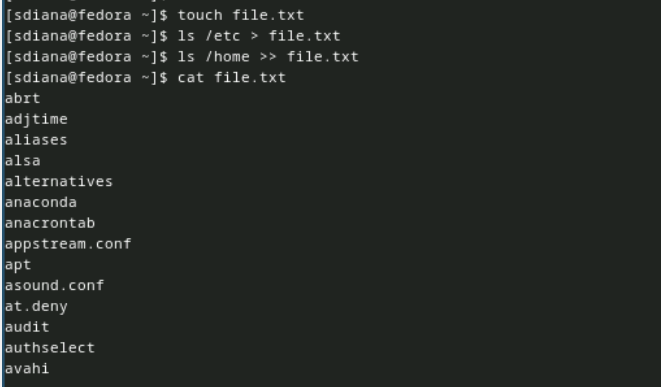 [sdiana@fedora ~]$ touch file.txt
[sdiana@fedora ~]$ ls /etc > file.txt
[sdiana@fedora ~]$ ls /home >> file.txt
[sdiana@fedora ~]$ cat file.txt
abrt
adjtime
aliases
alsa
alternatives
anaconda
anacrontab
appstream.conf
apt
asound.conf
at.deny
audit
authselect
avahi